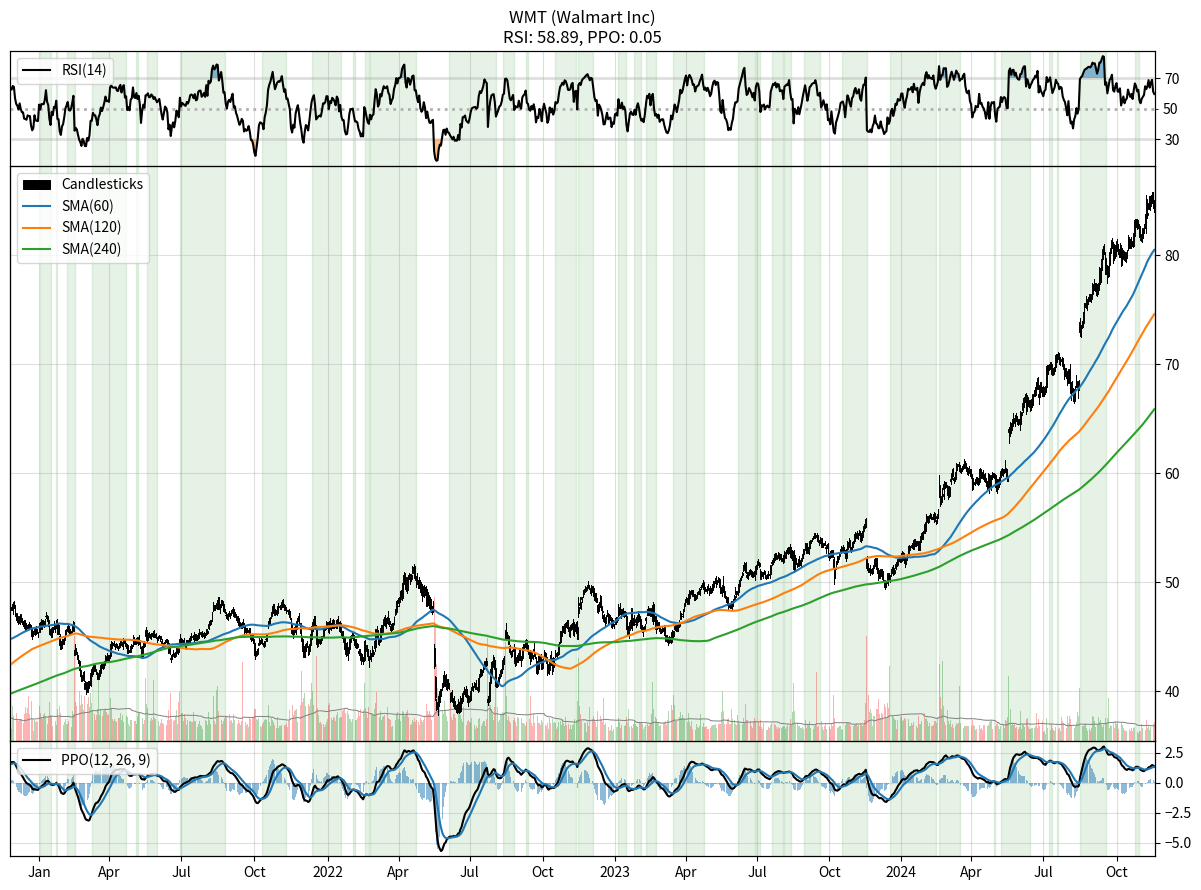 WMT (Walmart Inc)
RSI: 58.89, PPO: 0.05
RSI(14)
70
50
30
Candlesticks
SMA(60)
SMA(120)
SMA(240)
80
70
60
50
40
PPO(12, 26, 9)
2.5
0.0
−2.5
−5.0
Jan Apr Jul Oct 2022 Apr Jul Oct 2023 Apr Jul Oct 2024 Apr Jul Oct